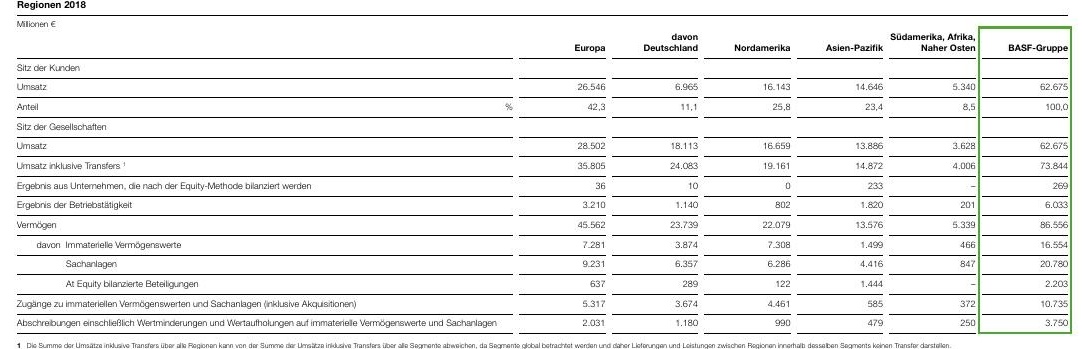 Regionen 2018
Millionen €
Europa davon Deutschland Nordamerika Asien-Pazifik Südamerika, Afrika, Naher Osten BASF-Gruppe
Sitz der Kunden
Umsatz 26.546 6.965 16.143 14.646 5.340 62.675
Anteil % 42,3 11,1 25,8 23,4 8,5 100,0
Sitz der Gesellschaften
Umsatz 28.502 18.113 16.659 13.886 3.628 62.675
Umsatz inklusive Transfers 1 35.805 24.083 19.161 14.872 4.006 73.844
Ergebnis aus Unternehmen, die nach der Equity-Methode bilanziert werden 36 10 0 233 – 269
Ergebnis der Betriebstätigkeit 3.210 1.140 802 1.820 201 6.033
Vermögen 45.562 23.739 22.079 13.576 5.339 86.556
davon Immaterielle Vermögenswerte 7.281 3.874 7.308 1.499 466 16.554
Sachanlagen 9.231 6.357 6.286 4.416 847 20.780
At Equity bilanzierte Beteiligungen 637 289 122 1.444 – 2.203
Zugänge zu immateriellen Vermögenswerten und Sachanlagen (inklusive Akquisitionen) 5.317 3.674 4.461 585 372 10.735
Abschreibungen einschließlich Wertminderungen und Wertaufholungen auf immaterielle Vermögenswerte und Sachanlagen 2.031 1.180 990 479 250 3.750
1 Die Summe der Umsätze inklusive Transfers über alle Regionen kann von der Summe der Umsätze inklusive Transfers über alle Segmente abweichen, da Segmente global betrachtet werden und daher Lieferungen und Leistungen zwischen Regionen innerhalb desselben Segments keinen Transfer darstellen.